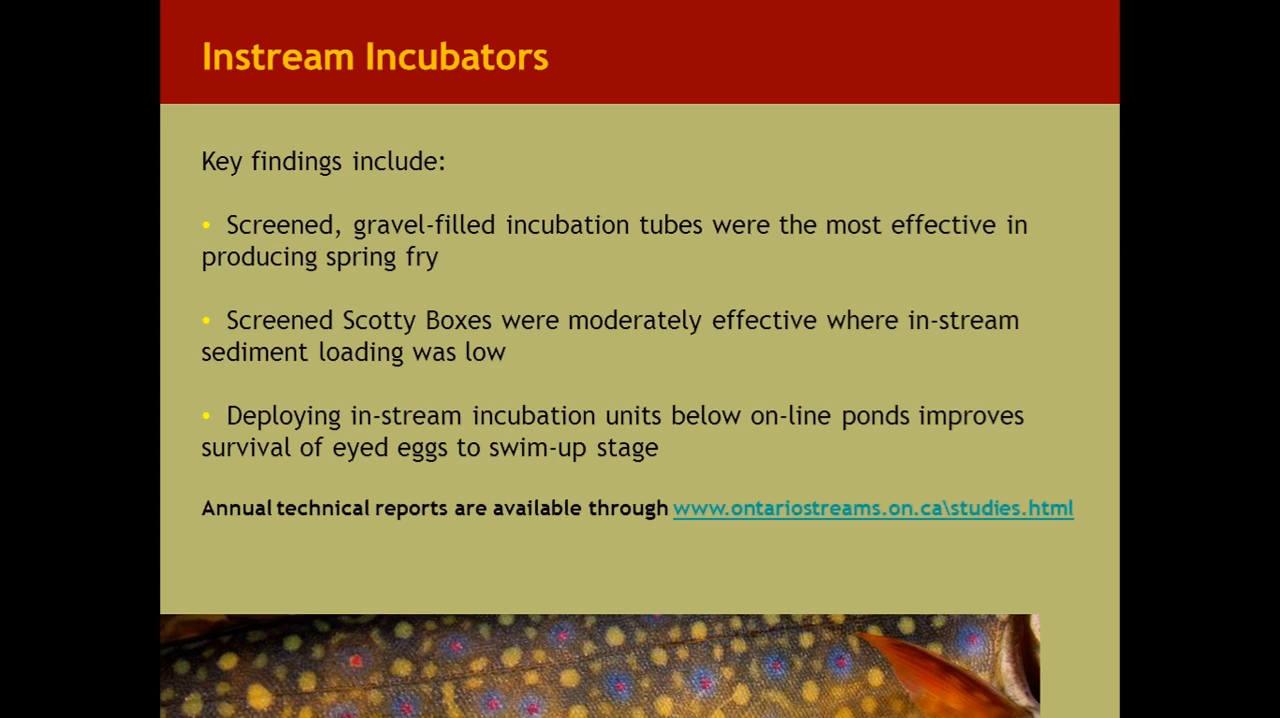 Instream Incubators
Key findings include:
• Screened, gravel-filled incubation tubes were the most effective in
producing spring fry
• Screened Scotty Boxes were moderately effective where in-stream
sediment loading was low
• Deploying in-stream incubation units below on-line ponds improves
survival of eyed eggs to swim-up stage
Annual technical reports are available through www.ontariostreams.on.ca\studies.html